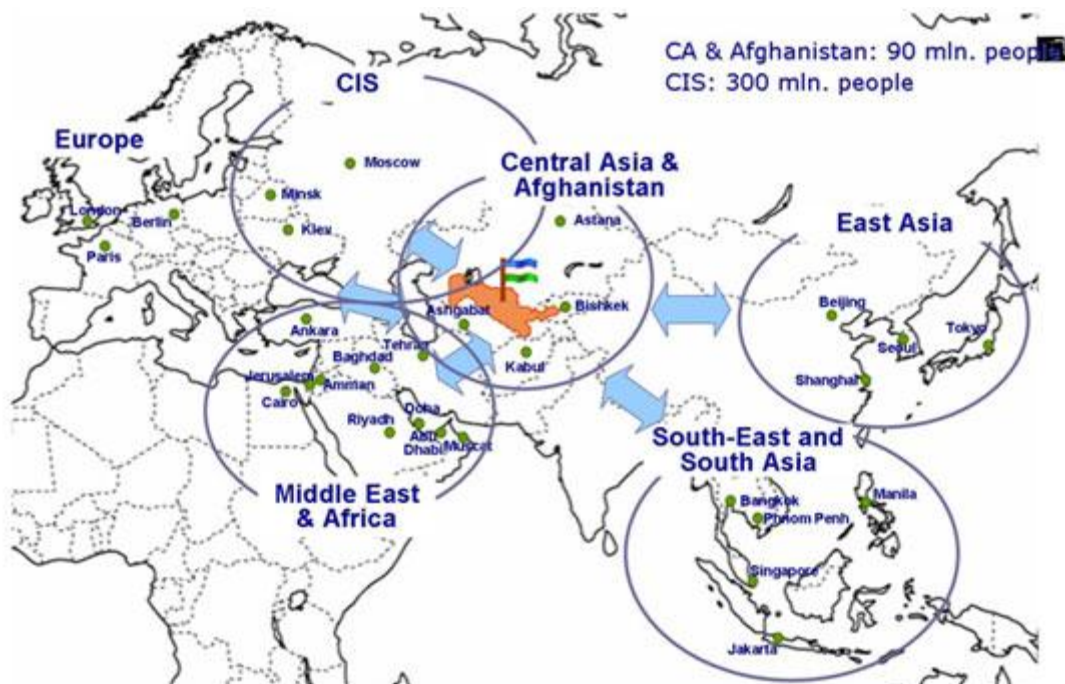 CA & Afghanistan: 90 mln. people
CIS: 300 mln. people
CIS
Europe
Moscow
Central Asia &
Afghanistan
Minsk
London
Berlin
Kiev
Astana
East Asia
Paris
Beijing
Bishkek
Ashgabat
Ankara
Tokyo
Seoul
Tehran
Baghdad
Kabul
Jerusalem
Amman
Shanghai
Cairo
Doha
Riyadh
Abu
Dhabi
Muscat
South-East and
South Asia
Middle East
& Africa
Bangkok
Manila
Phnom Penh
Singapore
Jakarta